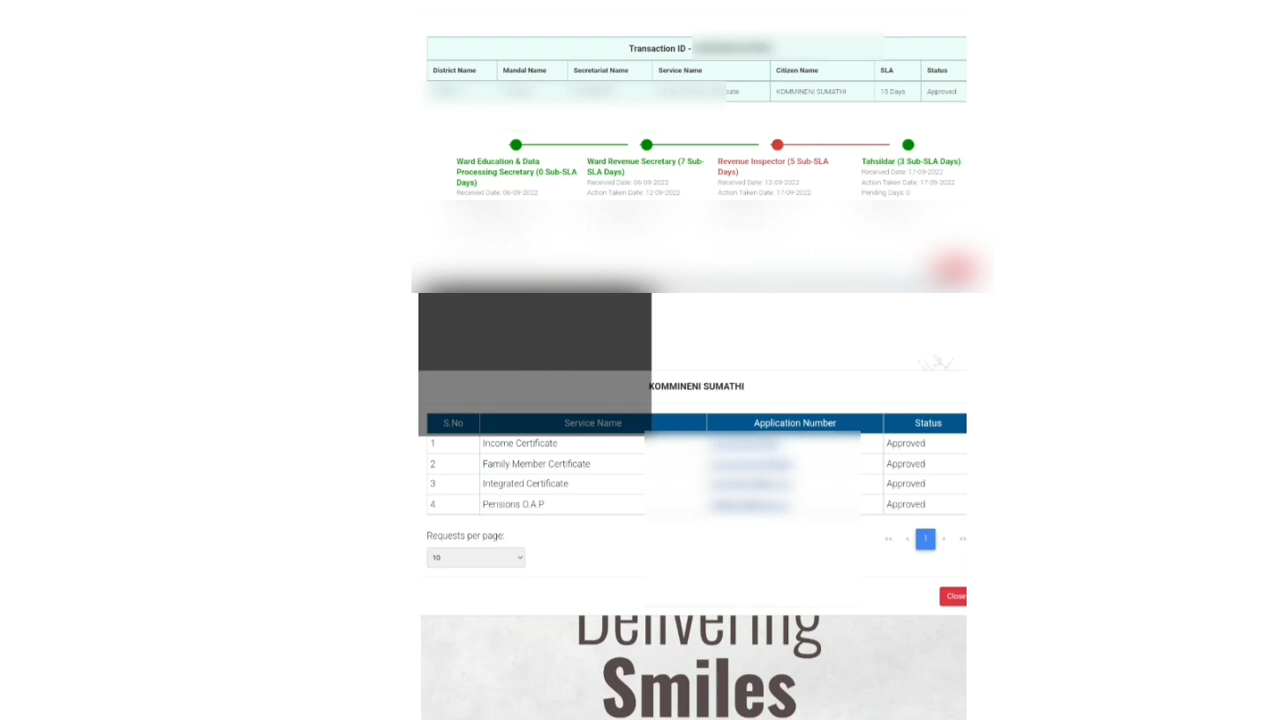 Transaction ID -
District Name Mandal Name Secretariat Name Service Name Citizen Name SLA Status
cate KOMMINENI SUMATHI 15 Days Approved
Ward Education & Data Ward Revenue Secretary (7 Sub- Revenue Inspector (5 Sub-SLA Tahsildar (3 Sub-SLA Days)
Processing Secretary (0 Sub-SLA SLA Days) Days) Received Date: 17-09-2022
Days) Received Date: 06-09-2022 Received Date: 12-09-2022 Action Taken Date: 17-09-2022
Received Date: 06-09-2022 Action Taken Date: 12-09-2022 Action Taken Date: 17-09-2022 Pending Days: 0
KOMMINENI SUMATHI
S.No Service Name Application Number Status
1 Income Certificate Approved
2 Family Member Certificate Approved
3 Integrated Certificate Approved
4 Pensions O.A.P Approved
Requests per page:
«« « 1 » »»
10
Close
Delivering
Smiles